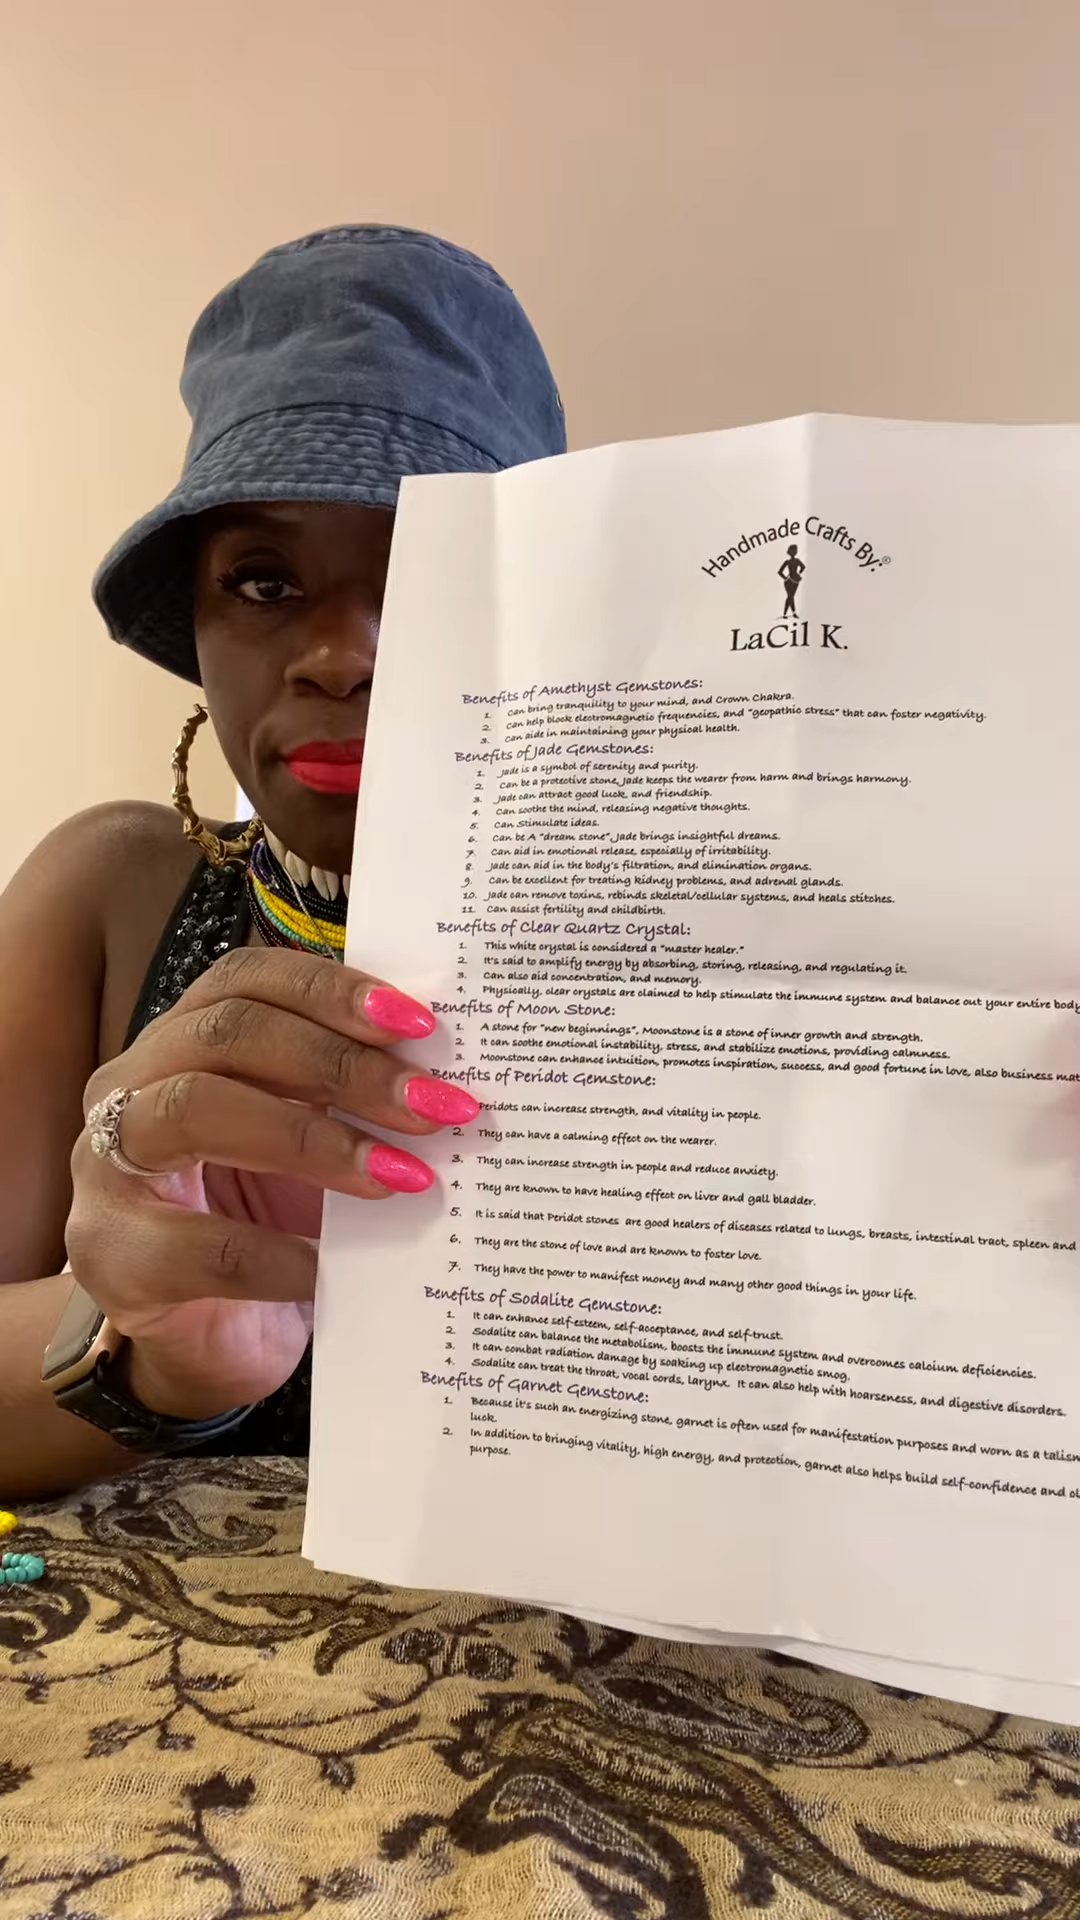 Handmade Crafts By:®
LaCil K.
Benefits of Amethyst Gemstones:
1. Can bring tranquility to your mind, and Crown Chakra.
2. Can help block electromagnetic frequencies, and "geopathic stress" that can foster negativity.
3. Can aide in maintaining your physical health.
Benefits of Jade Gemstones:
1. Jade is a symbol of serenity and purity.
2. Can be a protective stone, Jade keeps the wearer from harm and brings harmony.
3. Jade can attract good luck, and friendship.
4. Can soothe the mind, releasing negative thoughts.
5. Can Stimulate ideas.
6. Can be A "dream stone", Jade brings insightful dreams.
7. Can aid in emotional release, especially of irritability.
8. Jade can aid in the body's filtration, and elimination organs.
9. Can be excellent for treating kidney problems, and adrenal glands.
10. Jade can remove toxins, rebinds skeletal/cellular systems, and heals stitches.
11. Can assist fertility and childbirth.
Benefits of Clear Quartz Crystal:
1. This white crystal is considered a "master healer."
2. It's said to amplify energy by absorbing, storing, releasing, and regulating it.
3. Can also aid concentration, and memory.
4. Physically, clear crystals are claimed to help stimulate the immune system and balance out your entire body
Benefits of Moon Stone:
1. A stone for "new beginnings", Moonstone is a stone of inner growth and strength.
2. It can soothe emotional instability, stress, and stabilize emotions, providing calmness.
3. Moonstone can enhance intuition, promotes inspiration, success, and good fortune in love, also business mat
Benefits of Peridot Gemstone:
Peridots can increase strength, and vitality in people.
2. They can have a calming effect on the wearer.
3. They can increase strength in people and reduce anxiety.
4. They are known to have healing effect on liver and gall bladder.
5. It is said that Peridot stones are good healers of diseases related to lungs, breasts, intestinal tract, spleen and
6. They are the stone of love and are known to foster love.
7. They have the power to manifest money and many other good things in your life.
Benefits of Sodalite Gemstone:
1. It can enhance self-esteem, self-acceptance, and self-trust.
2. Sodalite can balance the metabolism, boosts the immune system and overcomes calcium deficiencies.
3. It can combat radiation damage by soaking up electromagnetic smog.
4. Sodalite can treat the throat, vocal cords, larynx. It can also help with hoarseness, and digestive disorders.
Benefits of Garnet Gemstone:
1. Because it's such an energizing stone, garnet is often used for manifestation purposes and worn as a talism
luck.
2. In addition to bringing vitality, high energy, and protection, garnet also helps build self-confidence and
purpose.